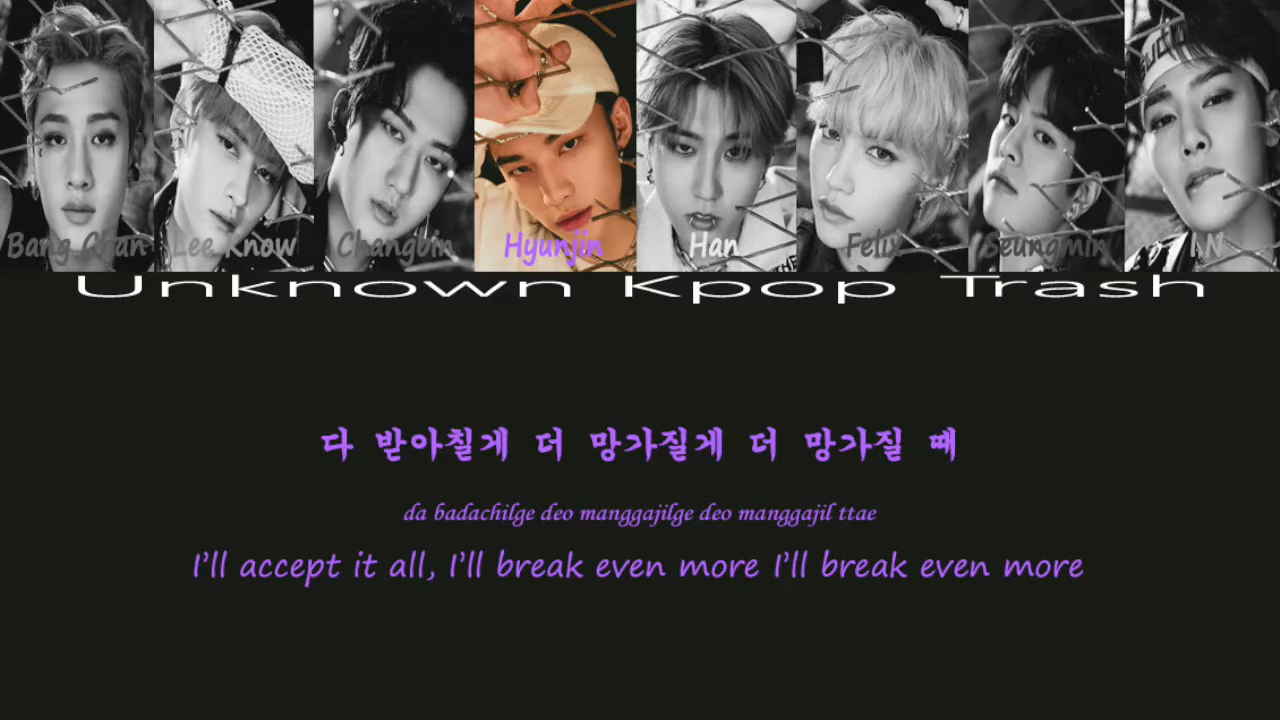 Bang Chan Lee Know Changbin Hyunjin Han Felix Seungmin I.N
Unknown Kpop Trash
다 받아칠게 더 망가질게 더 망가질 때
da badachilge deo manggajilge deo manggajil ttae
I'll accept it all, I'll break even more I'll break even more